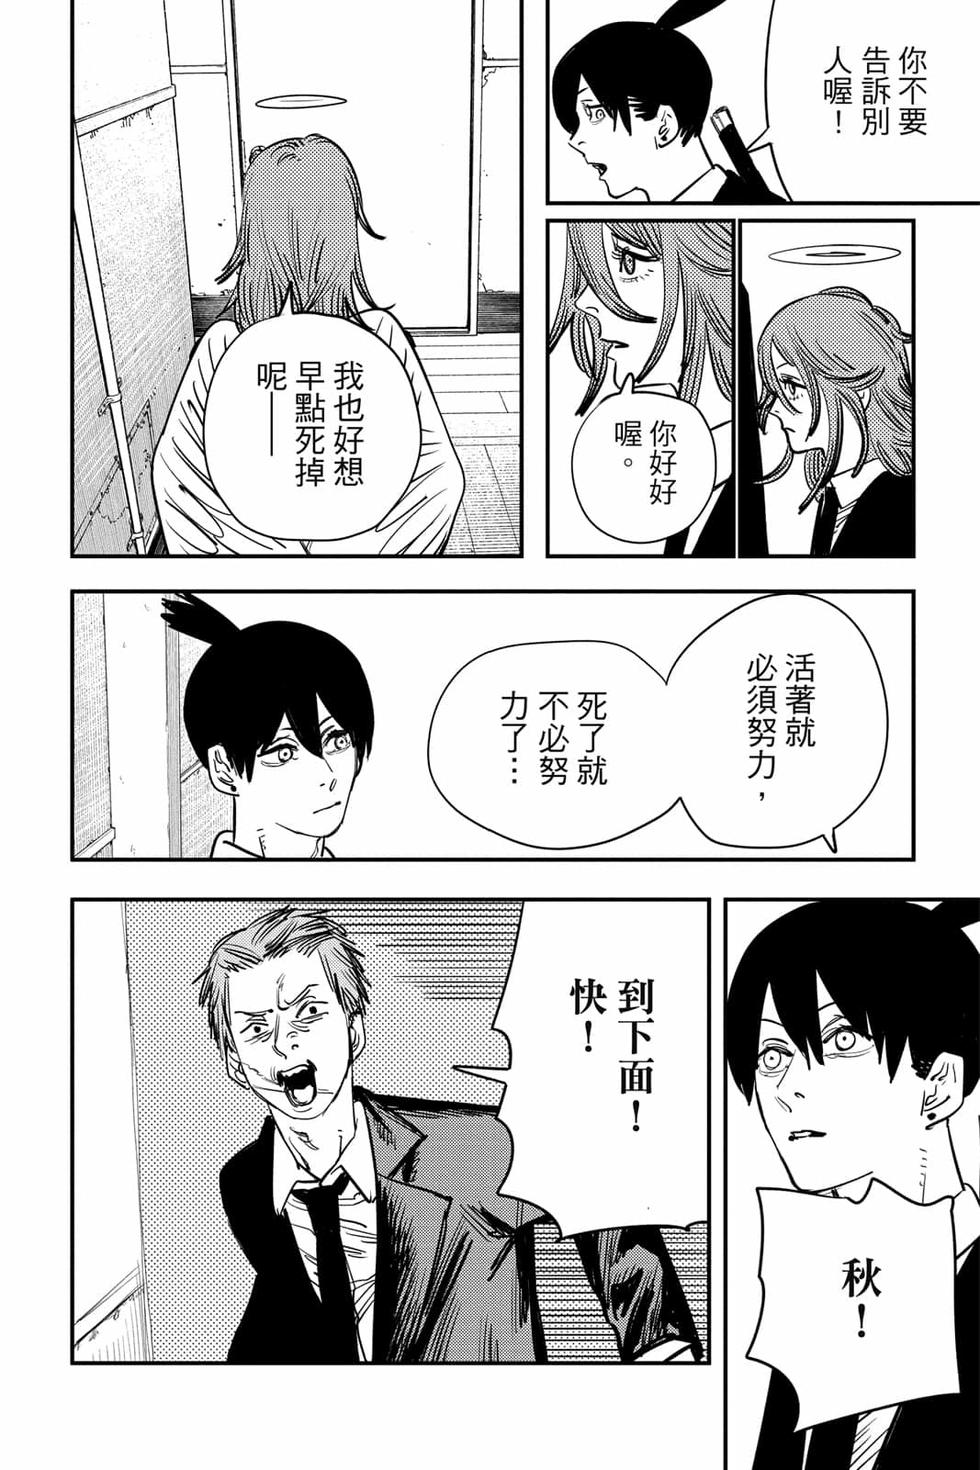 你不要
告訴別
人喔！
你好好
喔。
我也好想
早點死掉
呢——
活著就
必須努力，
死了就
不必努
力了…
秋！
到下面！
快！